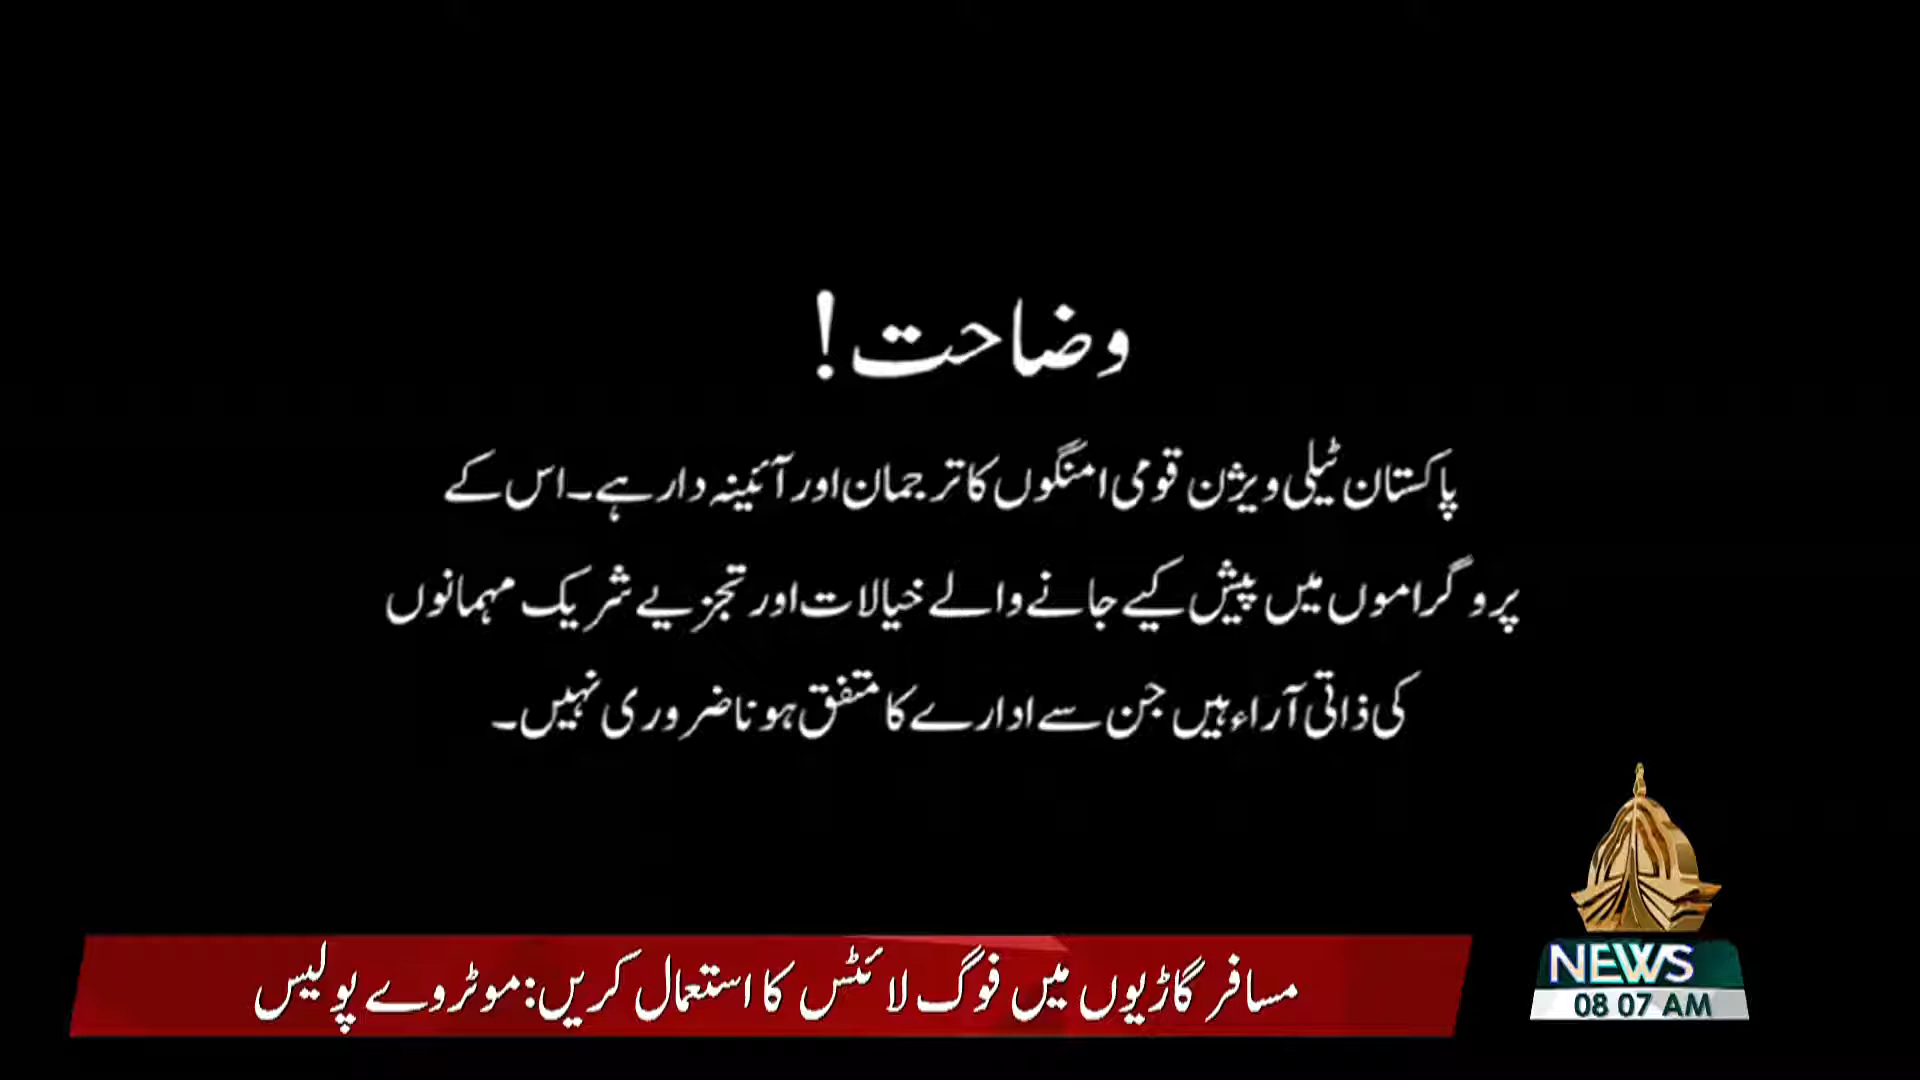 وضاحت!
پاکستان ٹیلی ویژن قومی امنگوں کا ترجمان اور آئینہ دار ہے۔ اس کے
پروگراموں میں پیش کیے جانے والے خیالات اور تجزیے شریک مہمانوں
کی ذاتی آراء ہیں جن سے ادارے کا متفق ہونا ضروری نہیں۔
مسافر گاڑیوں میں فوگ لائٹس کا استعمال کریں: موٹروے پولیس
NEWS
08 07 AM